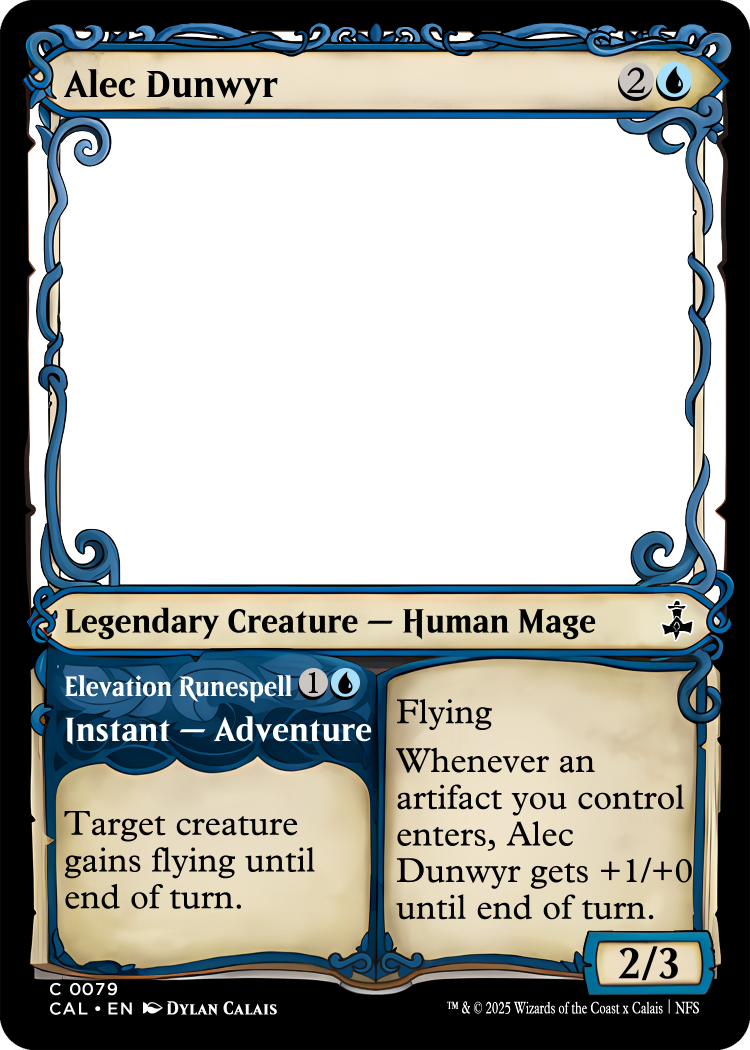 Alec Dunwyr 2
Legendary Creature — Human Mage
Elevation Runespell 1
Instant — Adventure
Target creature
gains flying until
end of turn.
Flying
Whenever an
artifact you control
enters, Alec
Dunwyr gets +1/+0
until end of turn.
2/3
C 0079
CAL • EN Dylan Calais
™ & © 2025 Wizards of the Coast x Calais | NFS